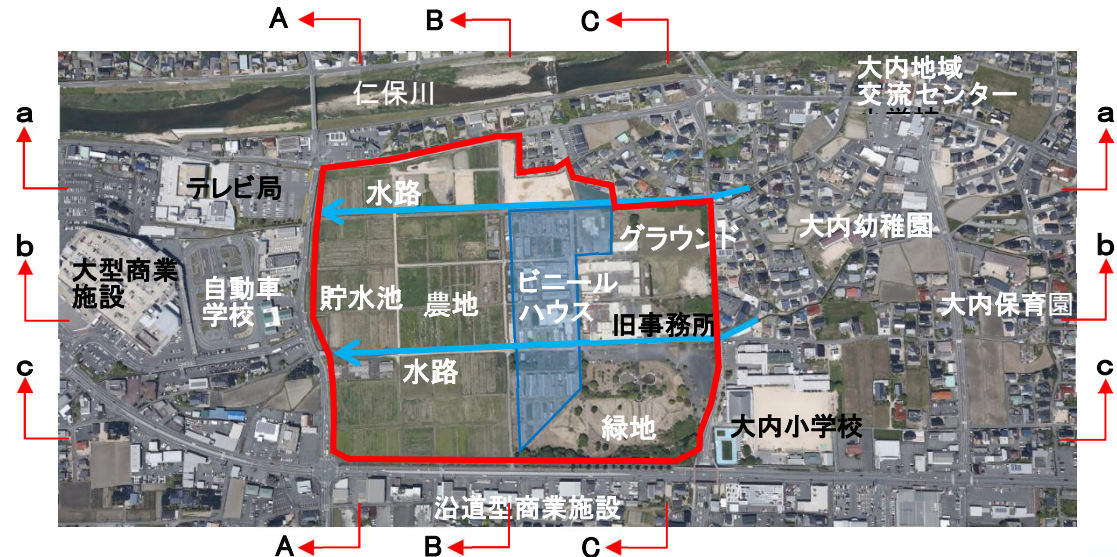 A
B
C
仁保川
大内地域
交流センター
a
a
テレビ局
水路
グラウンド
大内幼稚園
b
b
大型商業
施設
自動車
学校
貯水池
農地
ビニール
ハウス
旧事務所
大内保育園
c
c
水路
緑地
大内小学校
沿道型商業施設
A
B
C